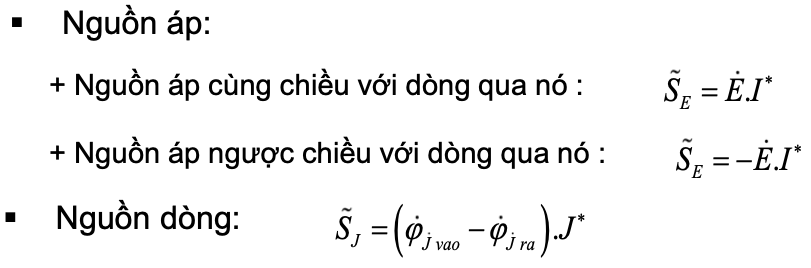 ▪ Nguồn áp:
+ Nguồn áp cùng chiều với dòng qua nó : S̃_E = Ė.I*
+ Nguồn áp ngược chiều với dòng qua nó : S̃_E = −Ė.I*
▪ Nguồn dòng: S̃_J = (φ̇_J̇ vao − φ̇_J̇ ra).J*